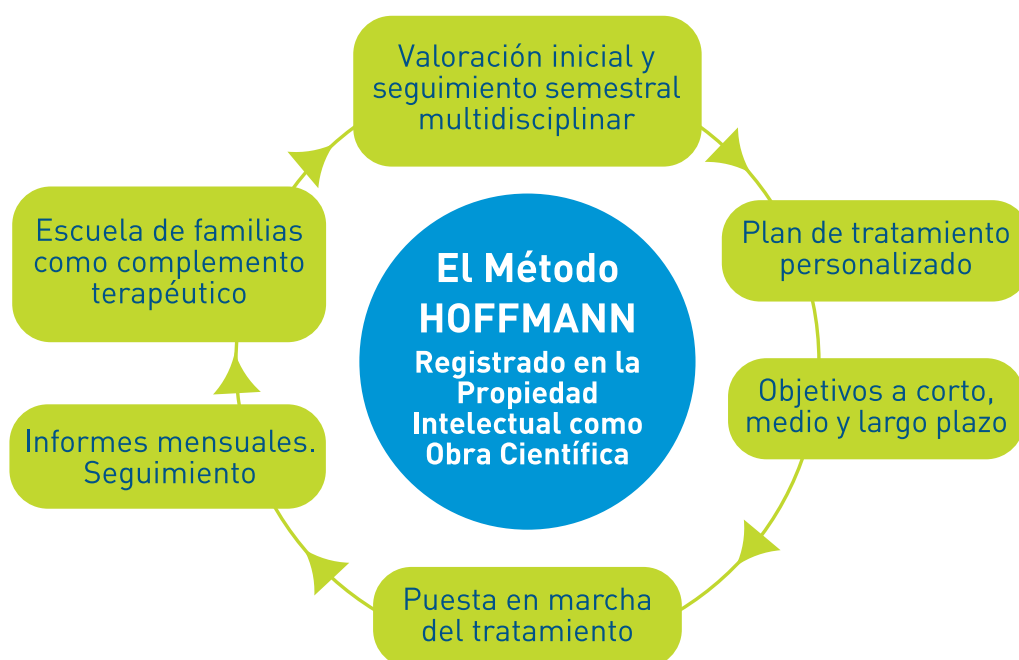 Valoración inicial y
seguimiento semestral
multidisciplinar
Plan de tratamiento
personalizado
Objetivos a corto,
medio y largo plazo
Puesta en marcha
del tratamiento
Informes mensuales.
Seguimiento
Escuela de familias
como complemento
terapéutico
El Método
HOFFMANN
Registrado en la
Propiedad
Intelectual como
Obra Científica